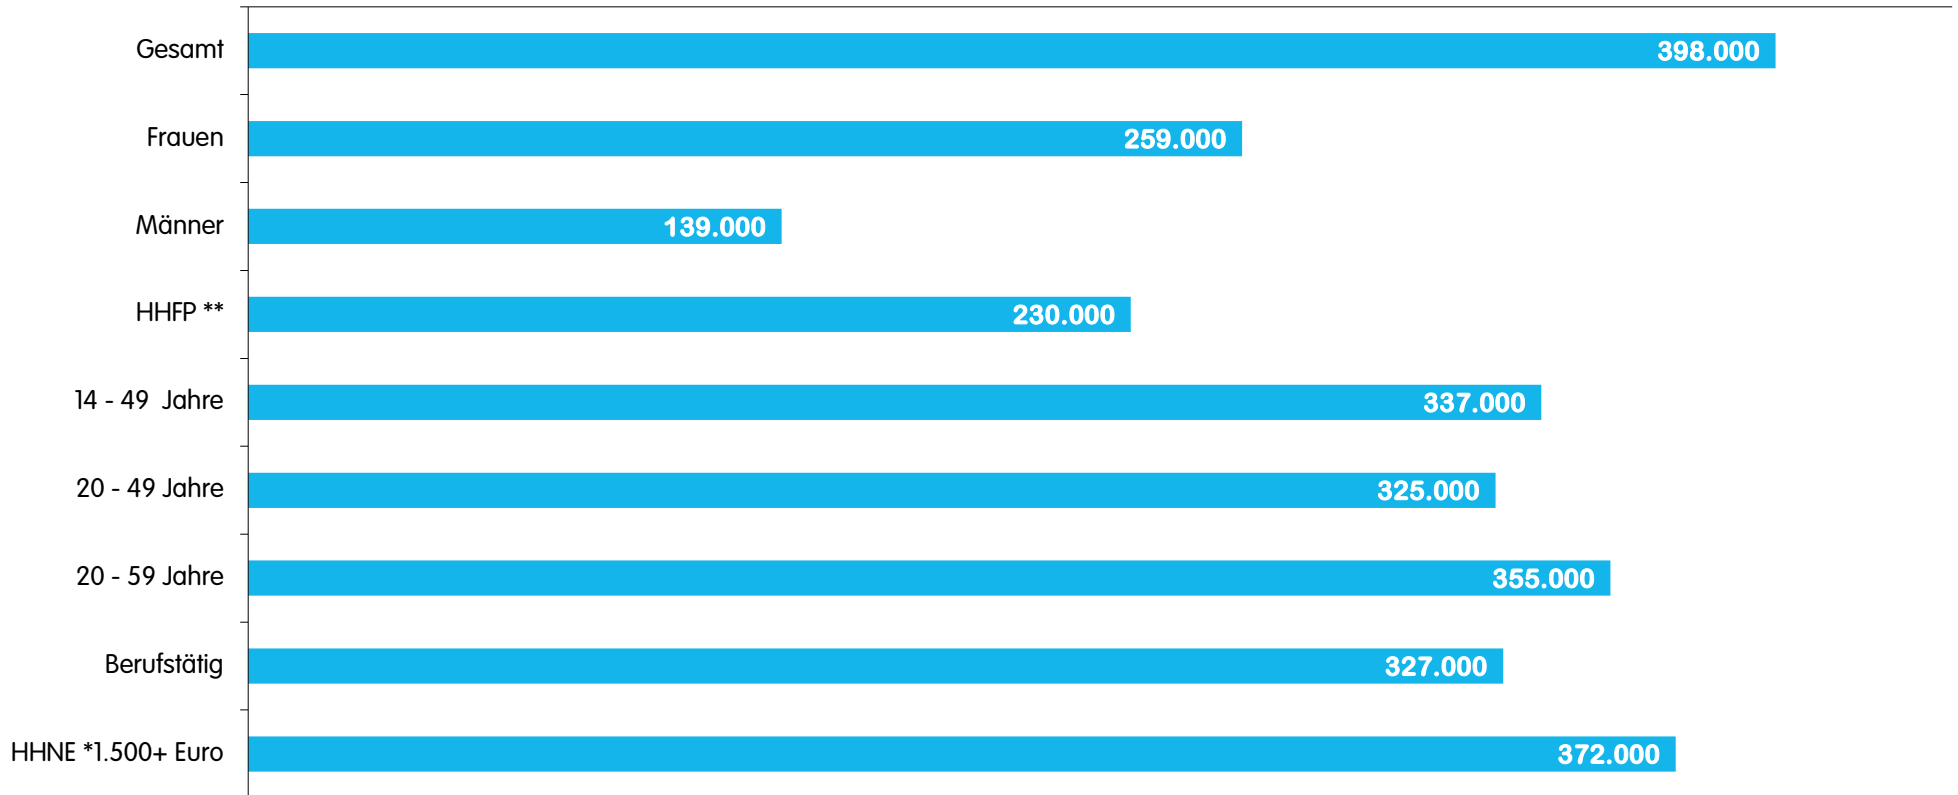 Gesamt 398.000
Frauen 259.000
Männer 139.000
HHFP ** 230.000
14 - 49 Jahre 337.000
20 - 49 Jahre 325.000
20 - 59 Jahre 355.000
Berufstätig 327.000
HHNE *1.500+ Euro 372.000